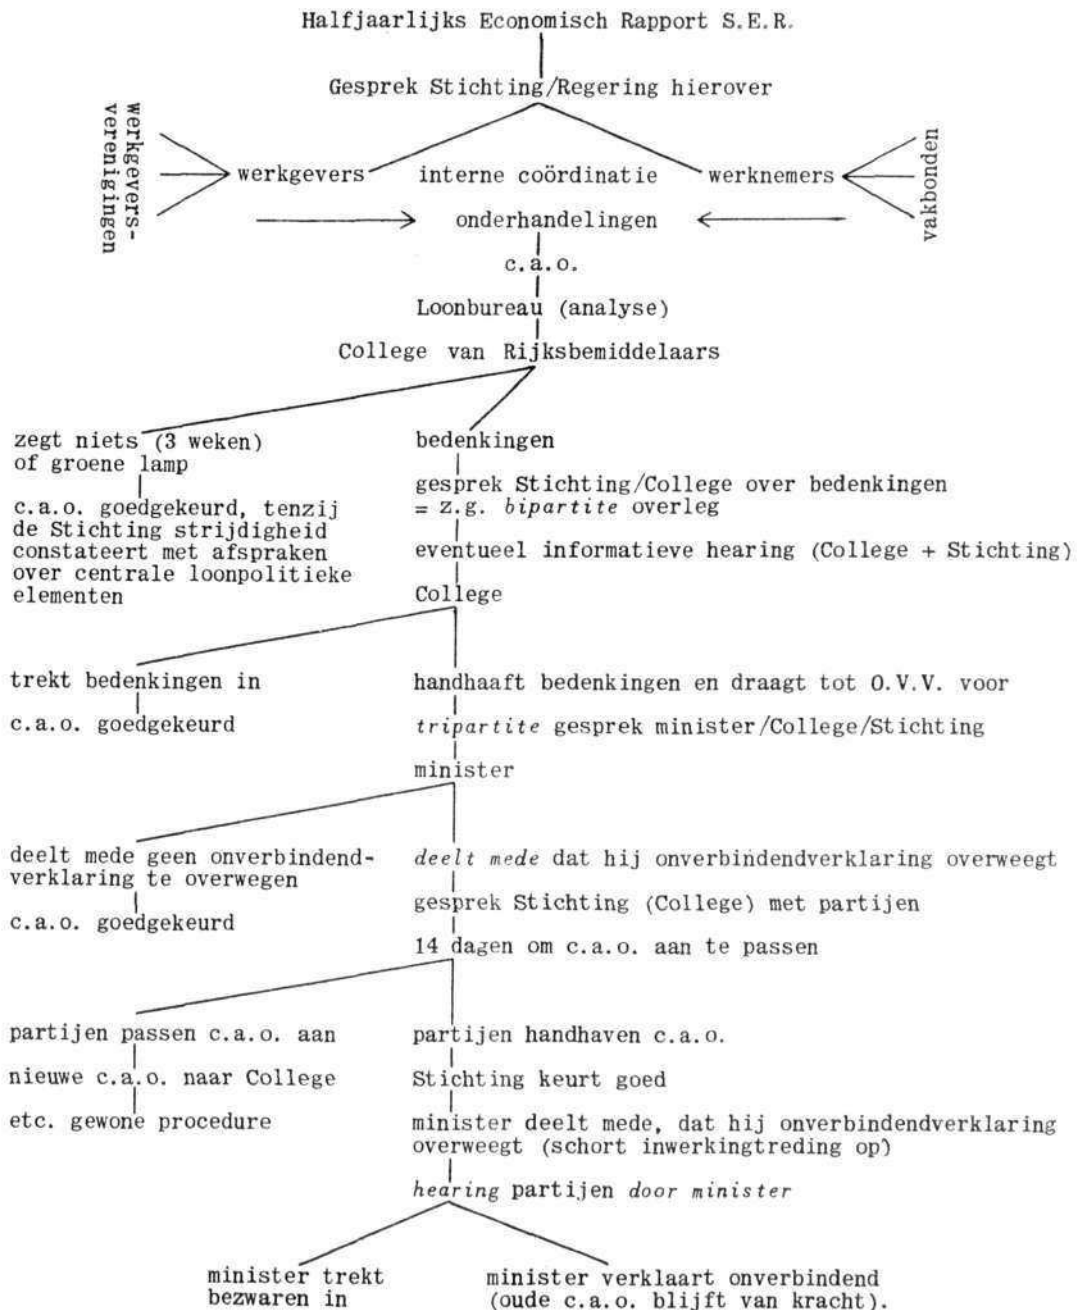 Halfjaarlijks Economisch Rapport S.E.R.
Gesprek Stichting/Regering hierover
werkgevers-
verenigingen
werkgevers
interne coördinatie
werknemers
vakbonden
onderhandelingen
c.a.o.
Loonbureau (analyse)
College van Rijksbemiddelaars
zegt niets (3 weken)
of groene lamp
c.a.o. goedgekeurd, tenzij
de Stichting strijdigheid
constateert met afspraken
over centrale loonpolitieke
elementen
bedenkingen
gesprek Stichting/College over bedenkingen
= z.g. bipartite overleg
eventueel informatieve hearing (College + Stichting)
College
trekt bedenkingen in
c.a.o. goedgekeurd
handhaaft bedenkingen en draagt tot O.V.V. voor
tripartite gesprek minister/College/Stichting
minister
deelt mede geen onverbindend-
verklaring te overwegen
c.a.o. goedgekeurd
deelt mede dat hij onverbindendverklaring overweegt
gesprek Stichting (College) met partijen
14 dagen om c.a.o. aan te passen
partijen passen c.a.o. aan
nieuwe c.a.o. naar College
etc. gewone procedure
partijen handhaven c.a.o.
Stichting keurt goed
minister deelt mede, dat hij onverbindendverklaring
overweegt (schort inwerkingtreding op)
hearing partijen door minister
minister trekt
bezwaren in
minister verklaart onverbindend
(oude c.a.o. blijft van kracht).